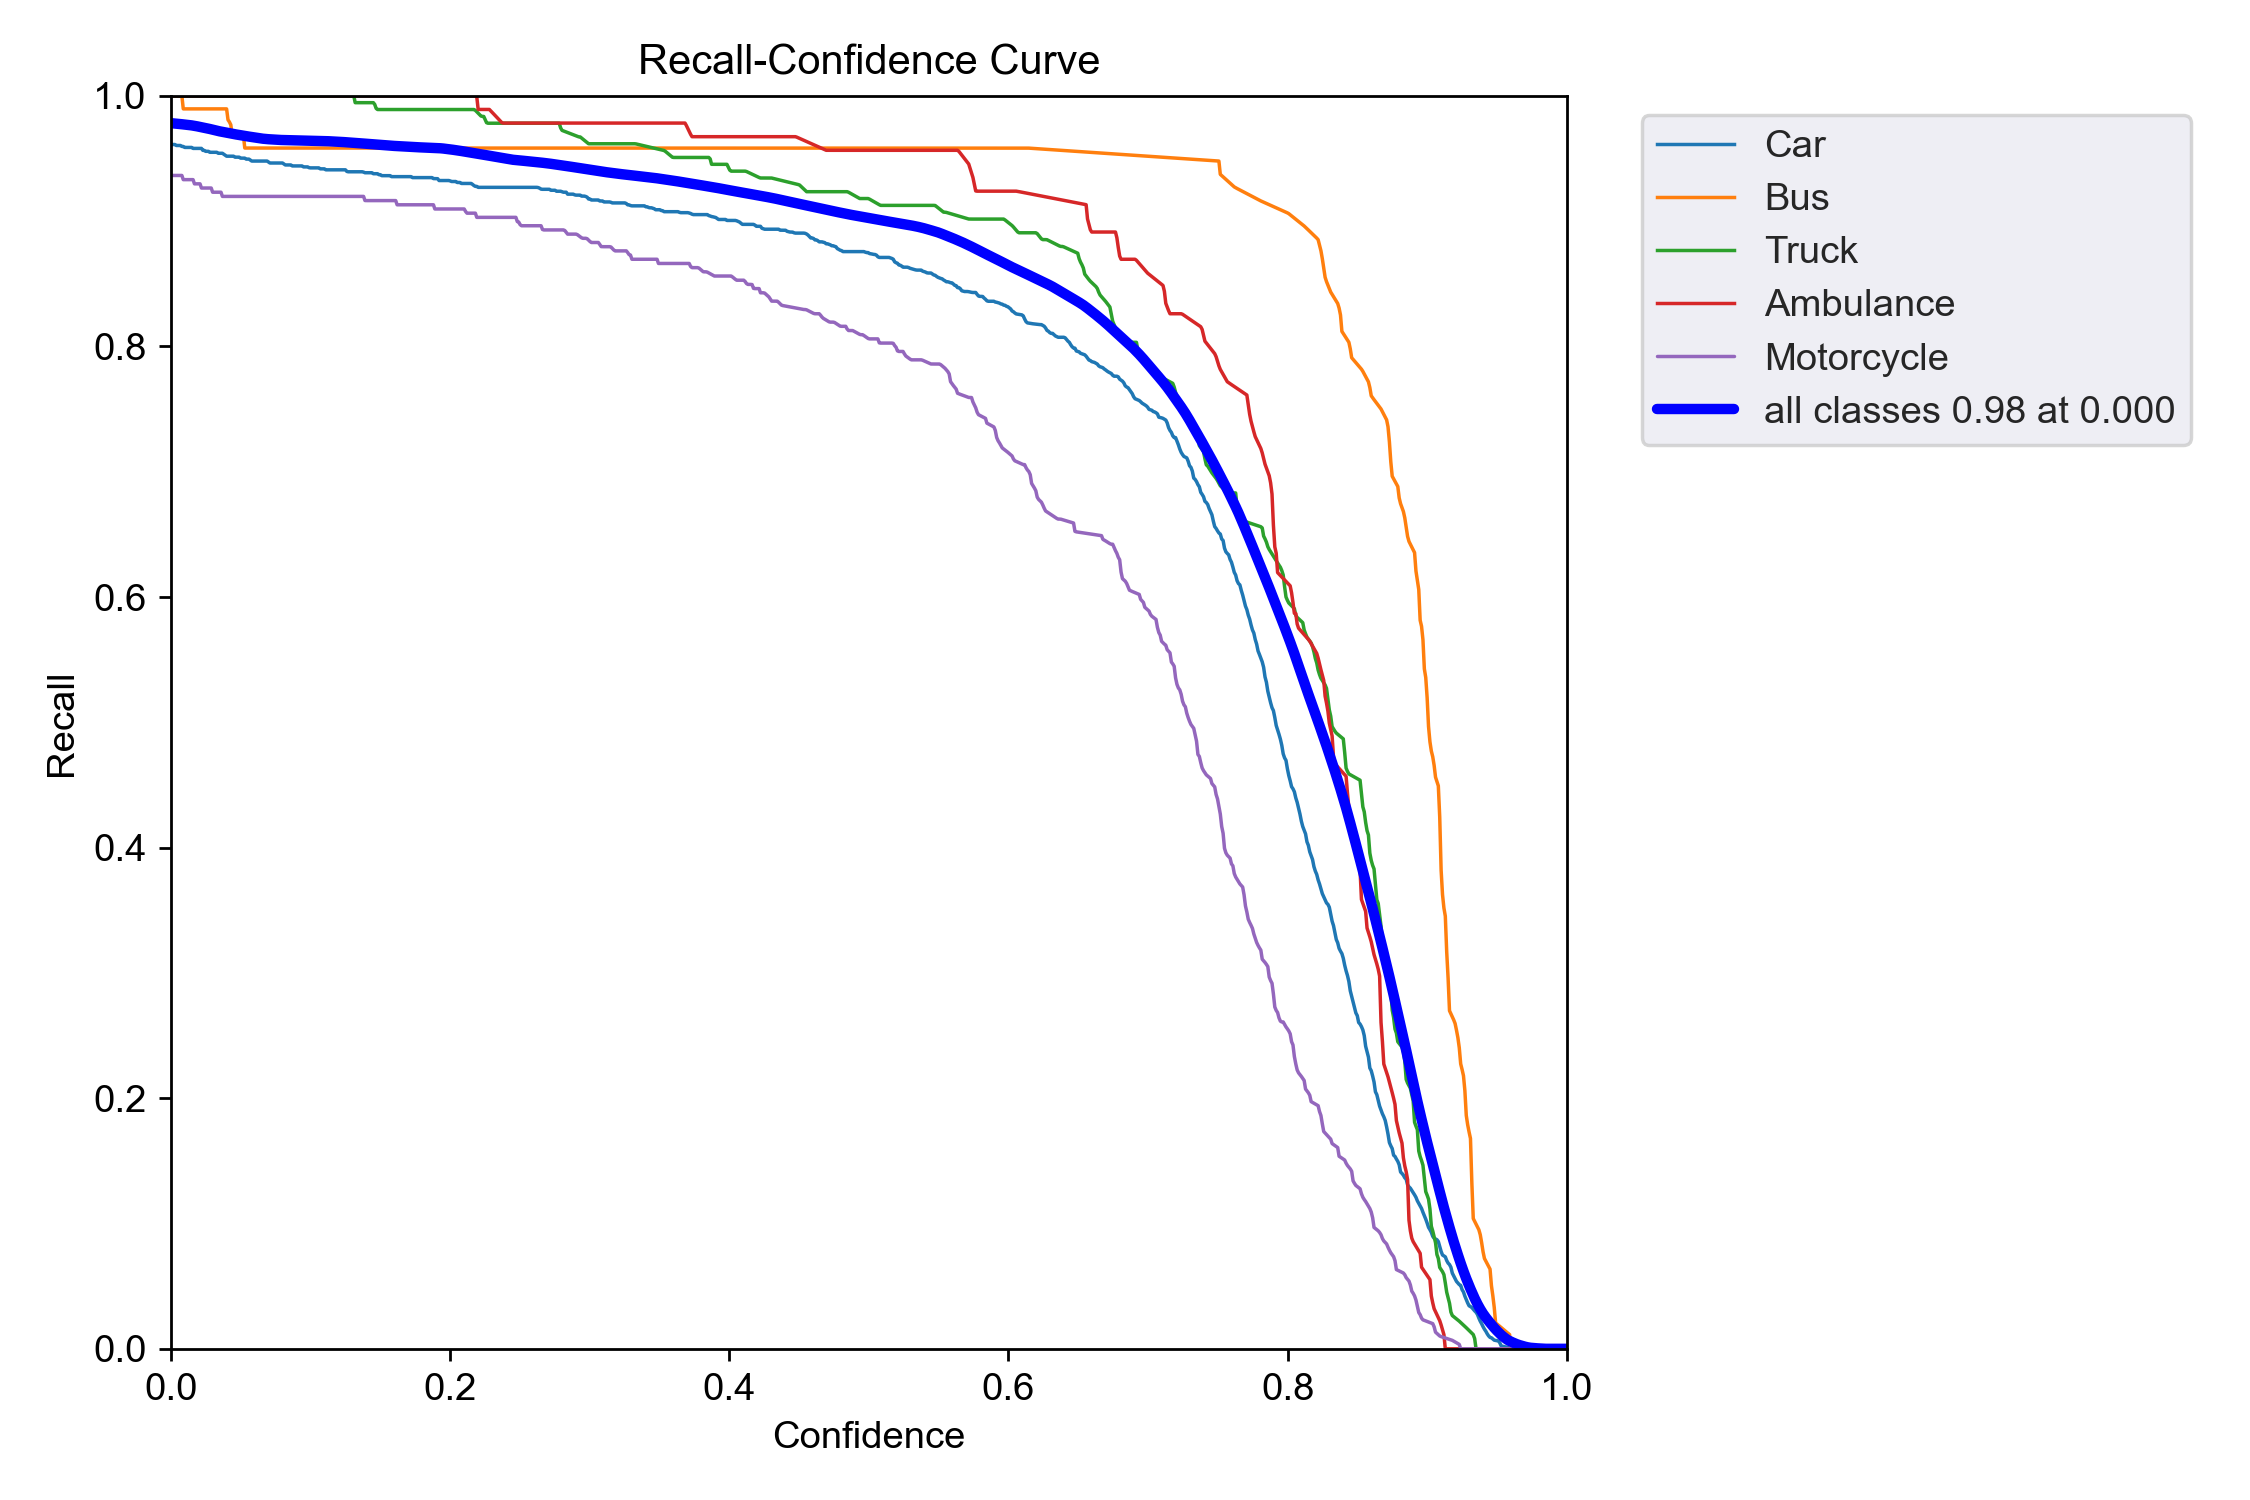 Recall-Confidence Curve
1.0
0.8
0.6
0.4
0.2
0.0
Recall
0.0 0.2 0.4 0.6 0.8 1.0
Confidence
Car
Bus
Truck
Ambulance
Motorcycle
all classes 0.98 at 0.000